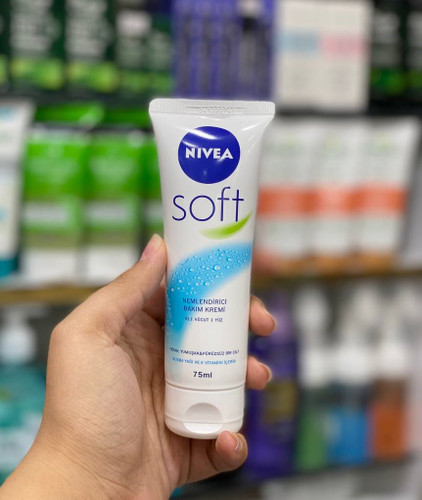 NIVEA
soft
NEMLENDİRİCİ
BAKIM KREMİ
EL I VÜCUT I YÜZ
75ml